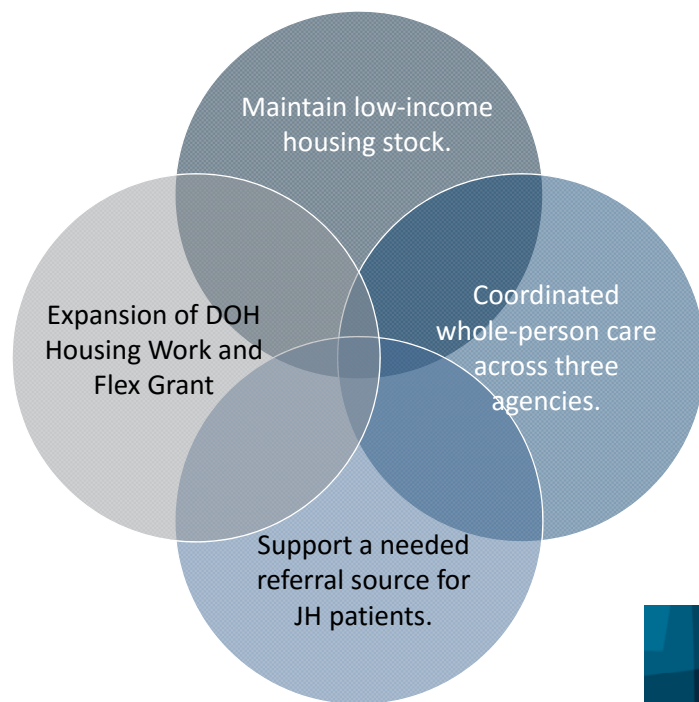 Maintain low-income
housing stock.
Expansion of DOH
Housing Work and
Flex Grant
Coordinated
whole-person care
across three
agencies.
Support a needed
referral source for
JH patients.